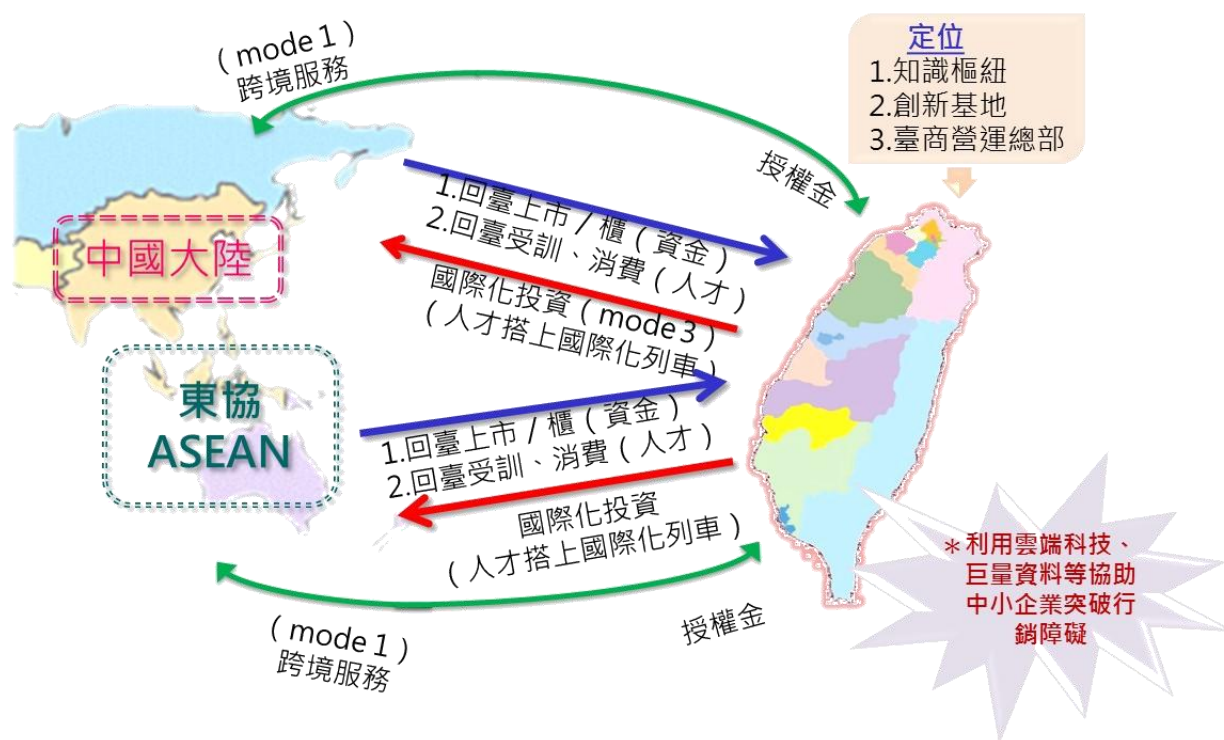 (mode 1)
跨境服務
定位
1.知識樞紐
2.創新基地
3.臺商營運總部
授權金
1.回臺上市/櫃(資金)
2.回臺受訓、消費(人才)
中國大陸
國際化投資(mode 3)
(人才搭上國際化列車)
東協
ASEAN
1.回臺上市/櫃(資金)
2.回臺受訓、消費(人才)
國際化投資
(人才搭上國際化列車)
*利用雲端科技、
巨量資料等協助
中小企業突破行
銷障礙
(mode 1)
跨境服務
授權金